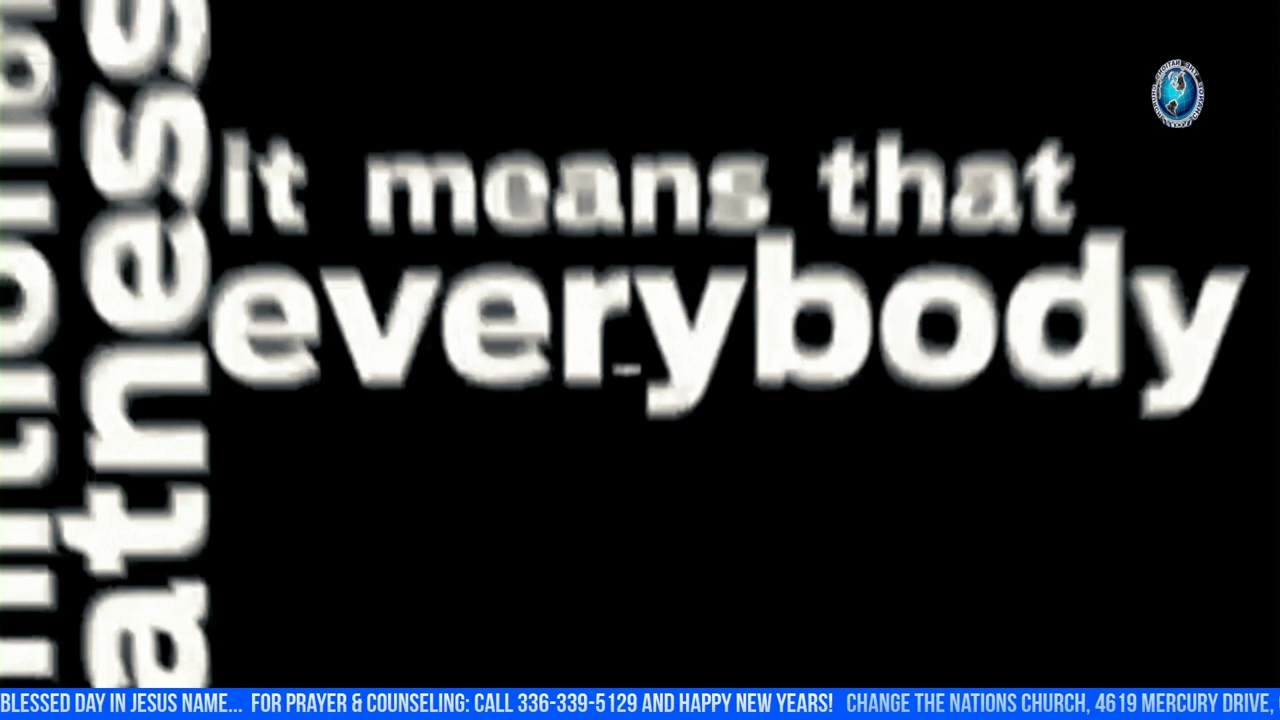 nition
atness
It means that
everybody
BLESSED DAY IN JESUS NAME... FOR PRAYER & COUNSELING: CALL 336-339-5129 AND HAPPY NEW YEARS! CHANGE THE NATIONS CHURCH, 4619 MERCURY DRIVE,